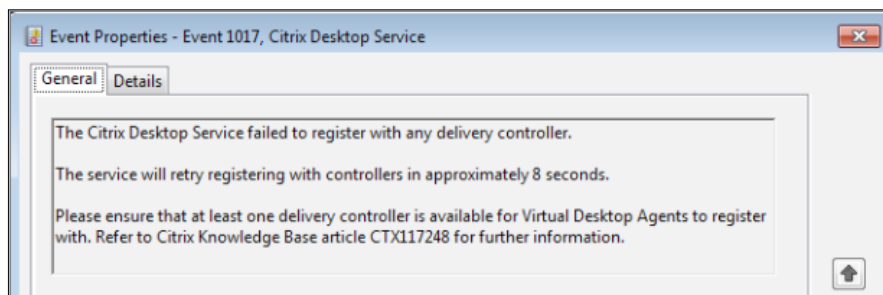 Event Properties - Event 1017, Citrix Desktop Service
General Details
The Citrix Desktop Service failed to register with any delivery controller.
The service will retry registering with controllers in approximately 8 seconds.
Please ensure that at least one delivery controller is available for Virtual Desktop Agents to register
with. Refer to Citrix Knowledge Base article CTX117248 for further information.